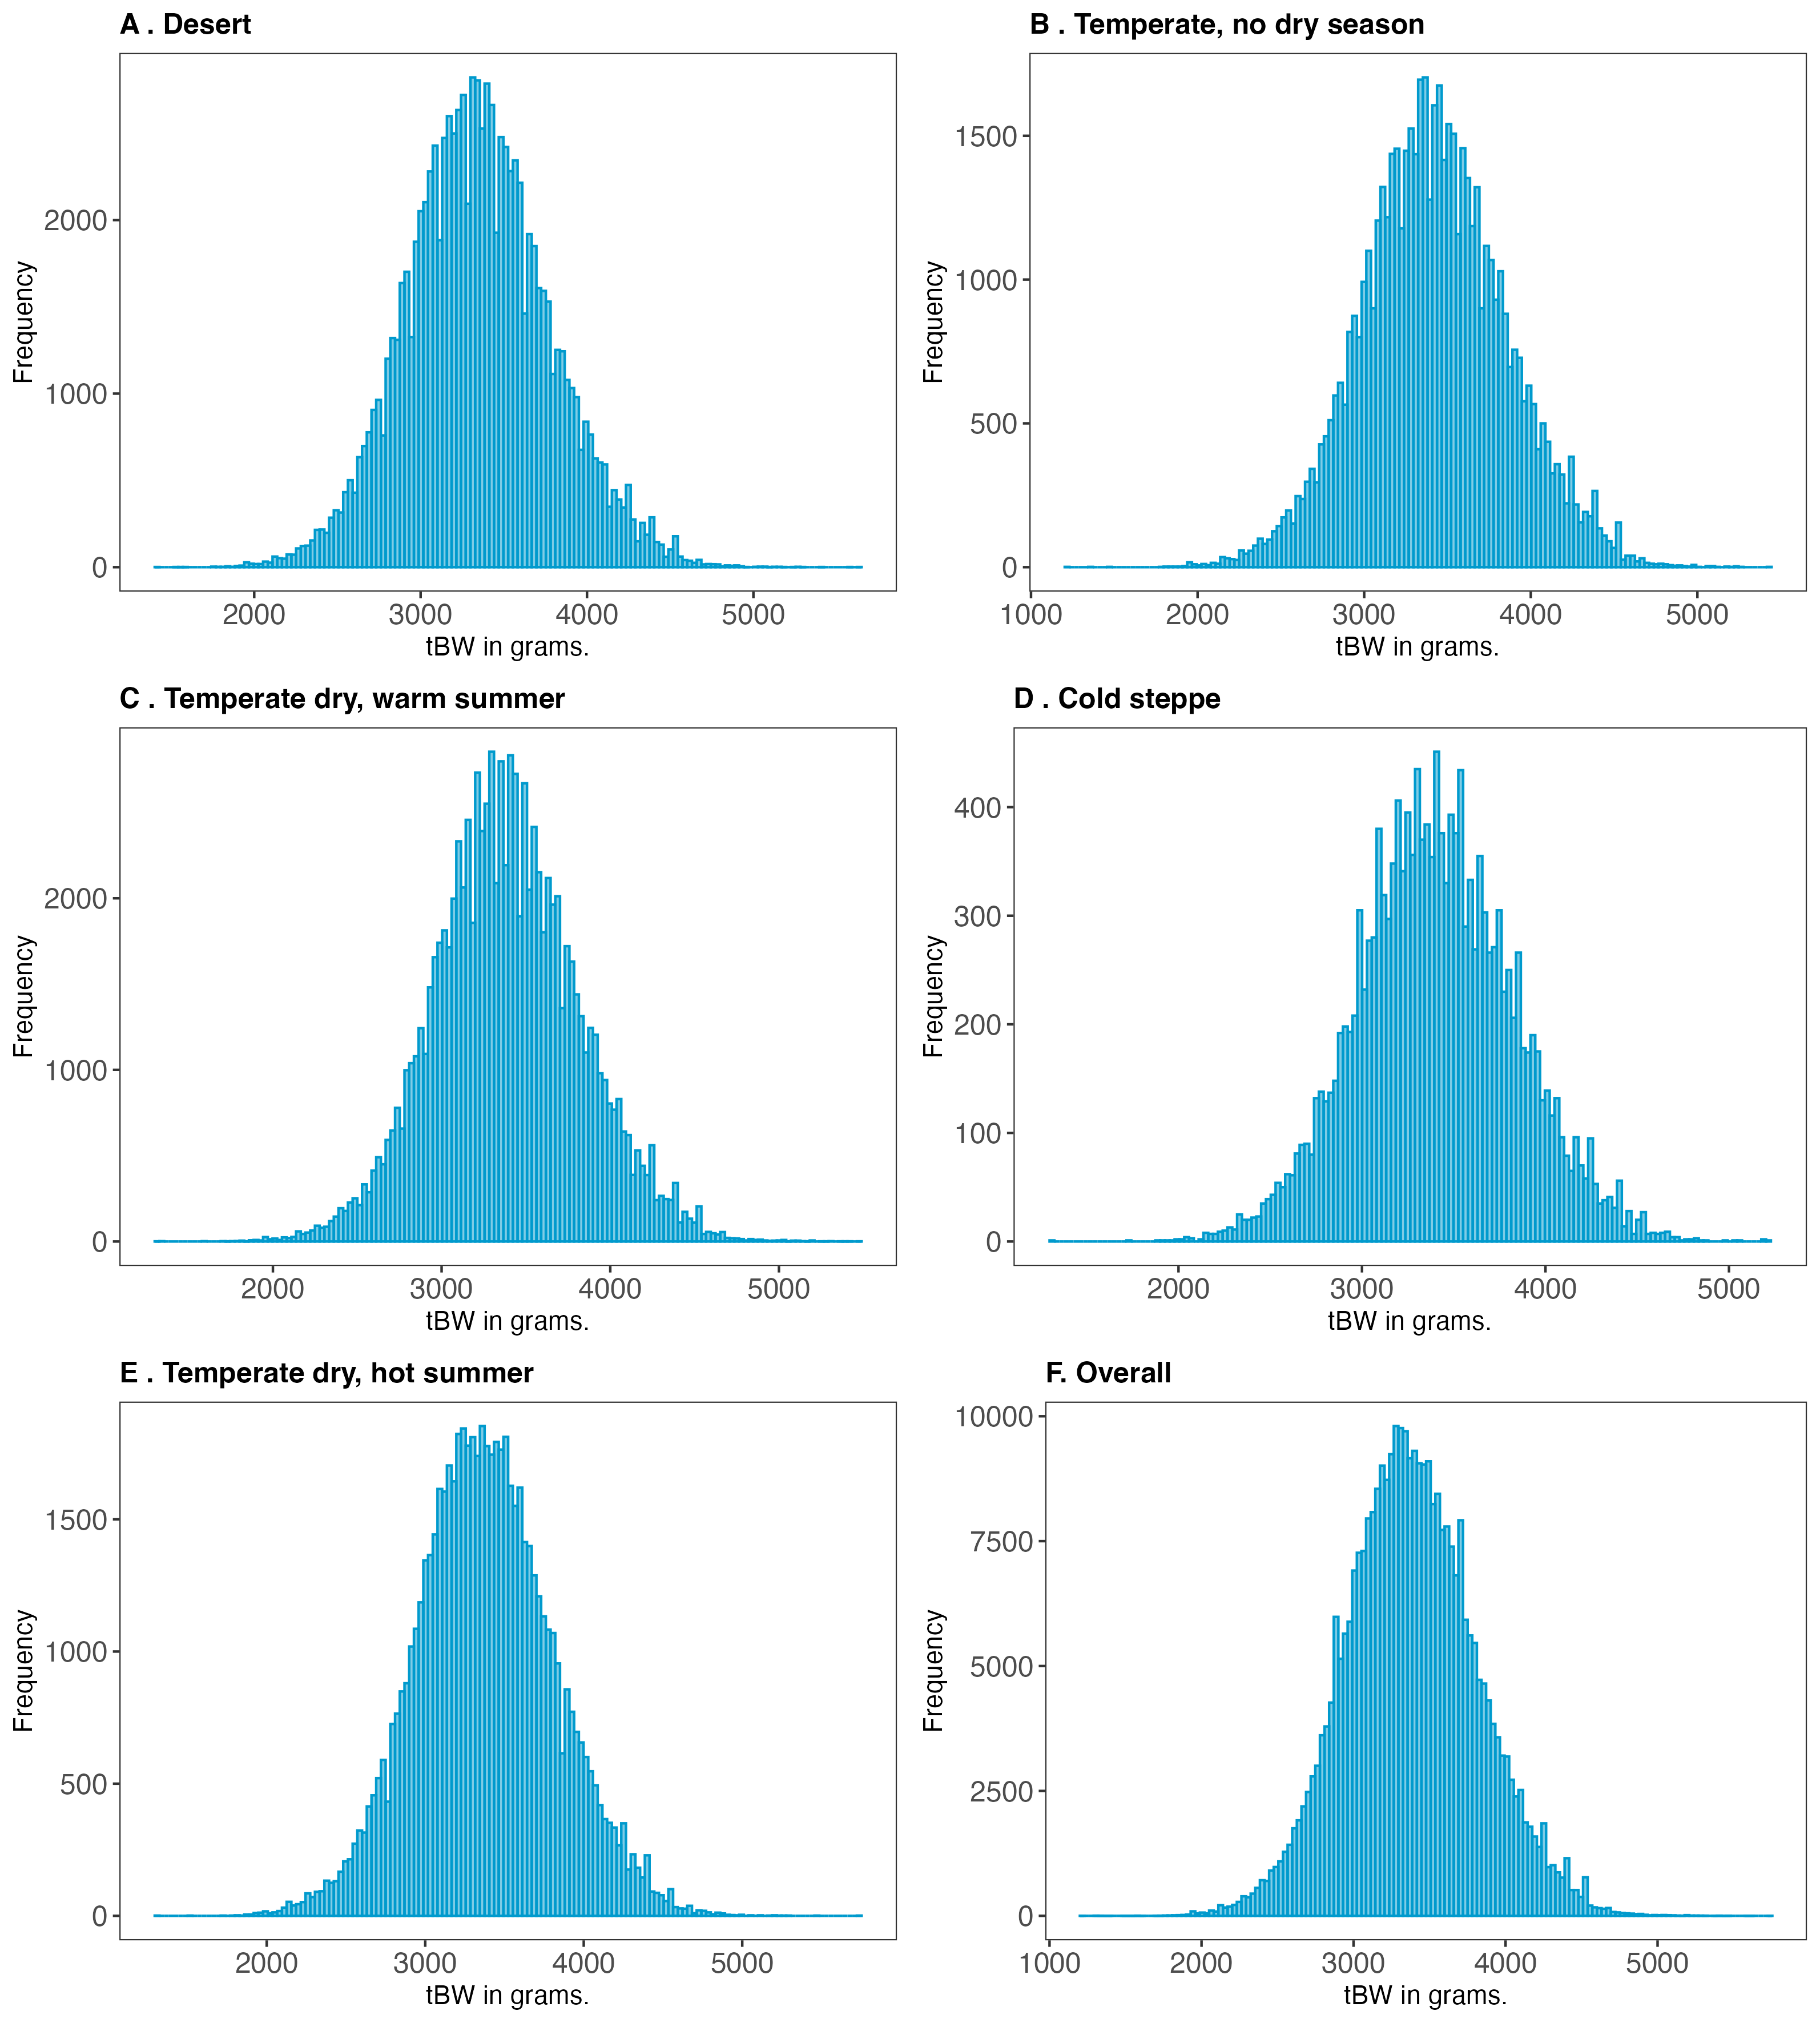 A . Desert
Frequency
2000
1000
0
2000 3000 4000 5000
tBW in grams.
B . Temperate, no dry season
Frequency
1500
1000
500
0
1000 2000 3000 4000 5000
tBW in grams.
C . Temperate dry, warm summer
Frequency
2000
1000
0
2000 3000 4000 5000
tBW in grams.
D . Cold steppe
Frequency
400
300
200
100
0
2000 3000 4000 5000
tBW in grams.
E . Temperate dry, hot summer
Frequency
1500
1000
500
0
2000 3000 4000 5000
tBW in grams.
F. Overall
Frequency
10000
7500
5000
2500
0
1000 2000 3000 4000 5000
tBW in grams.